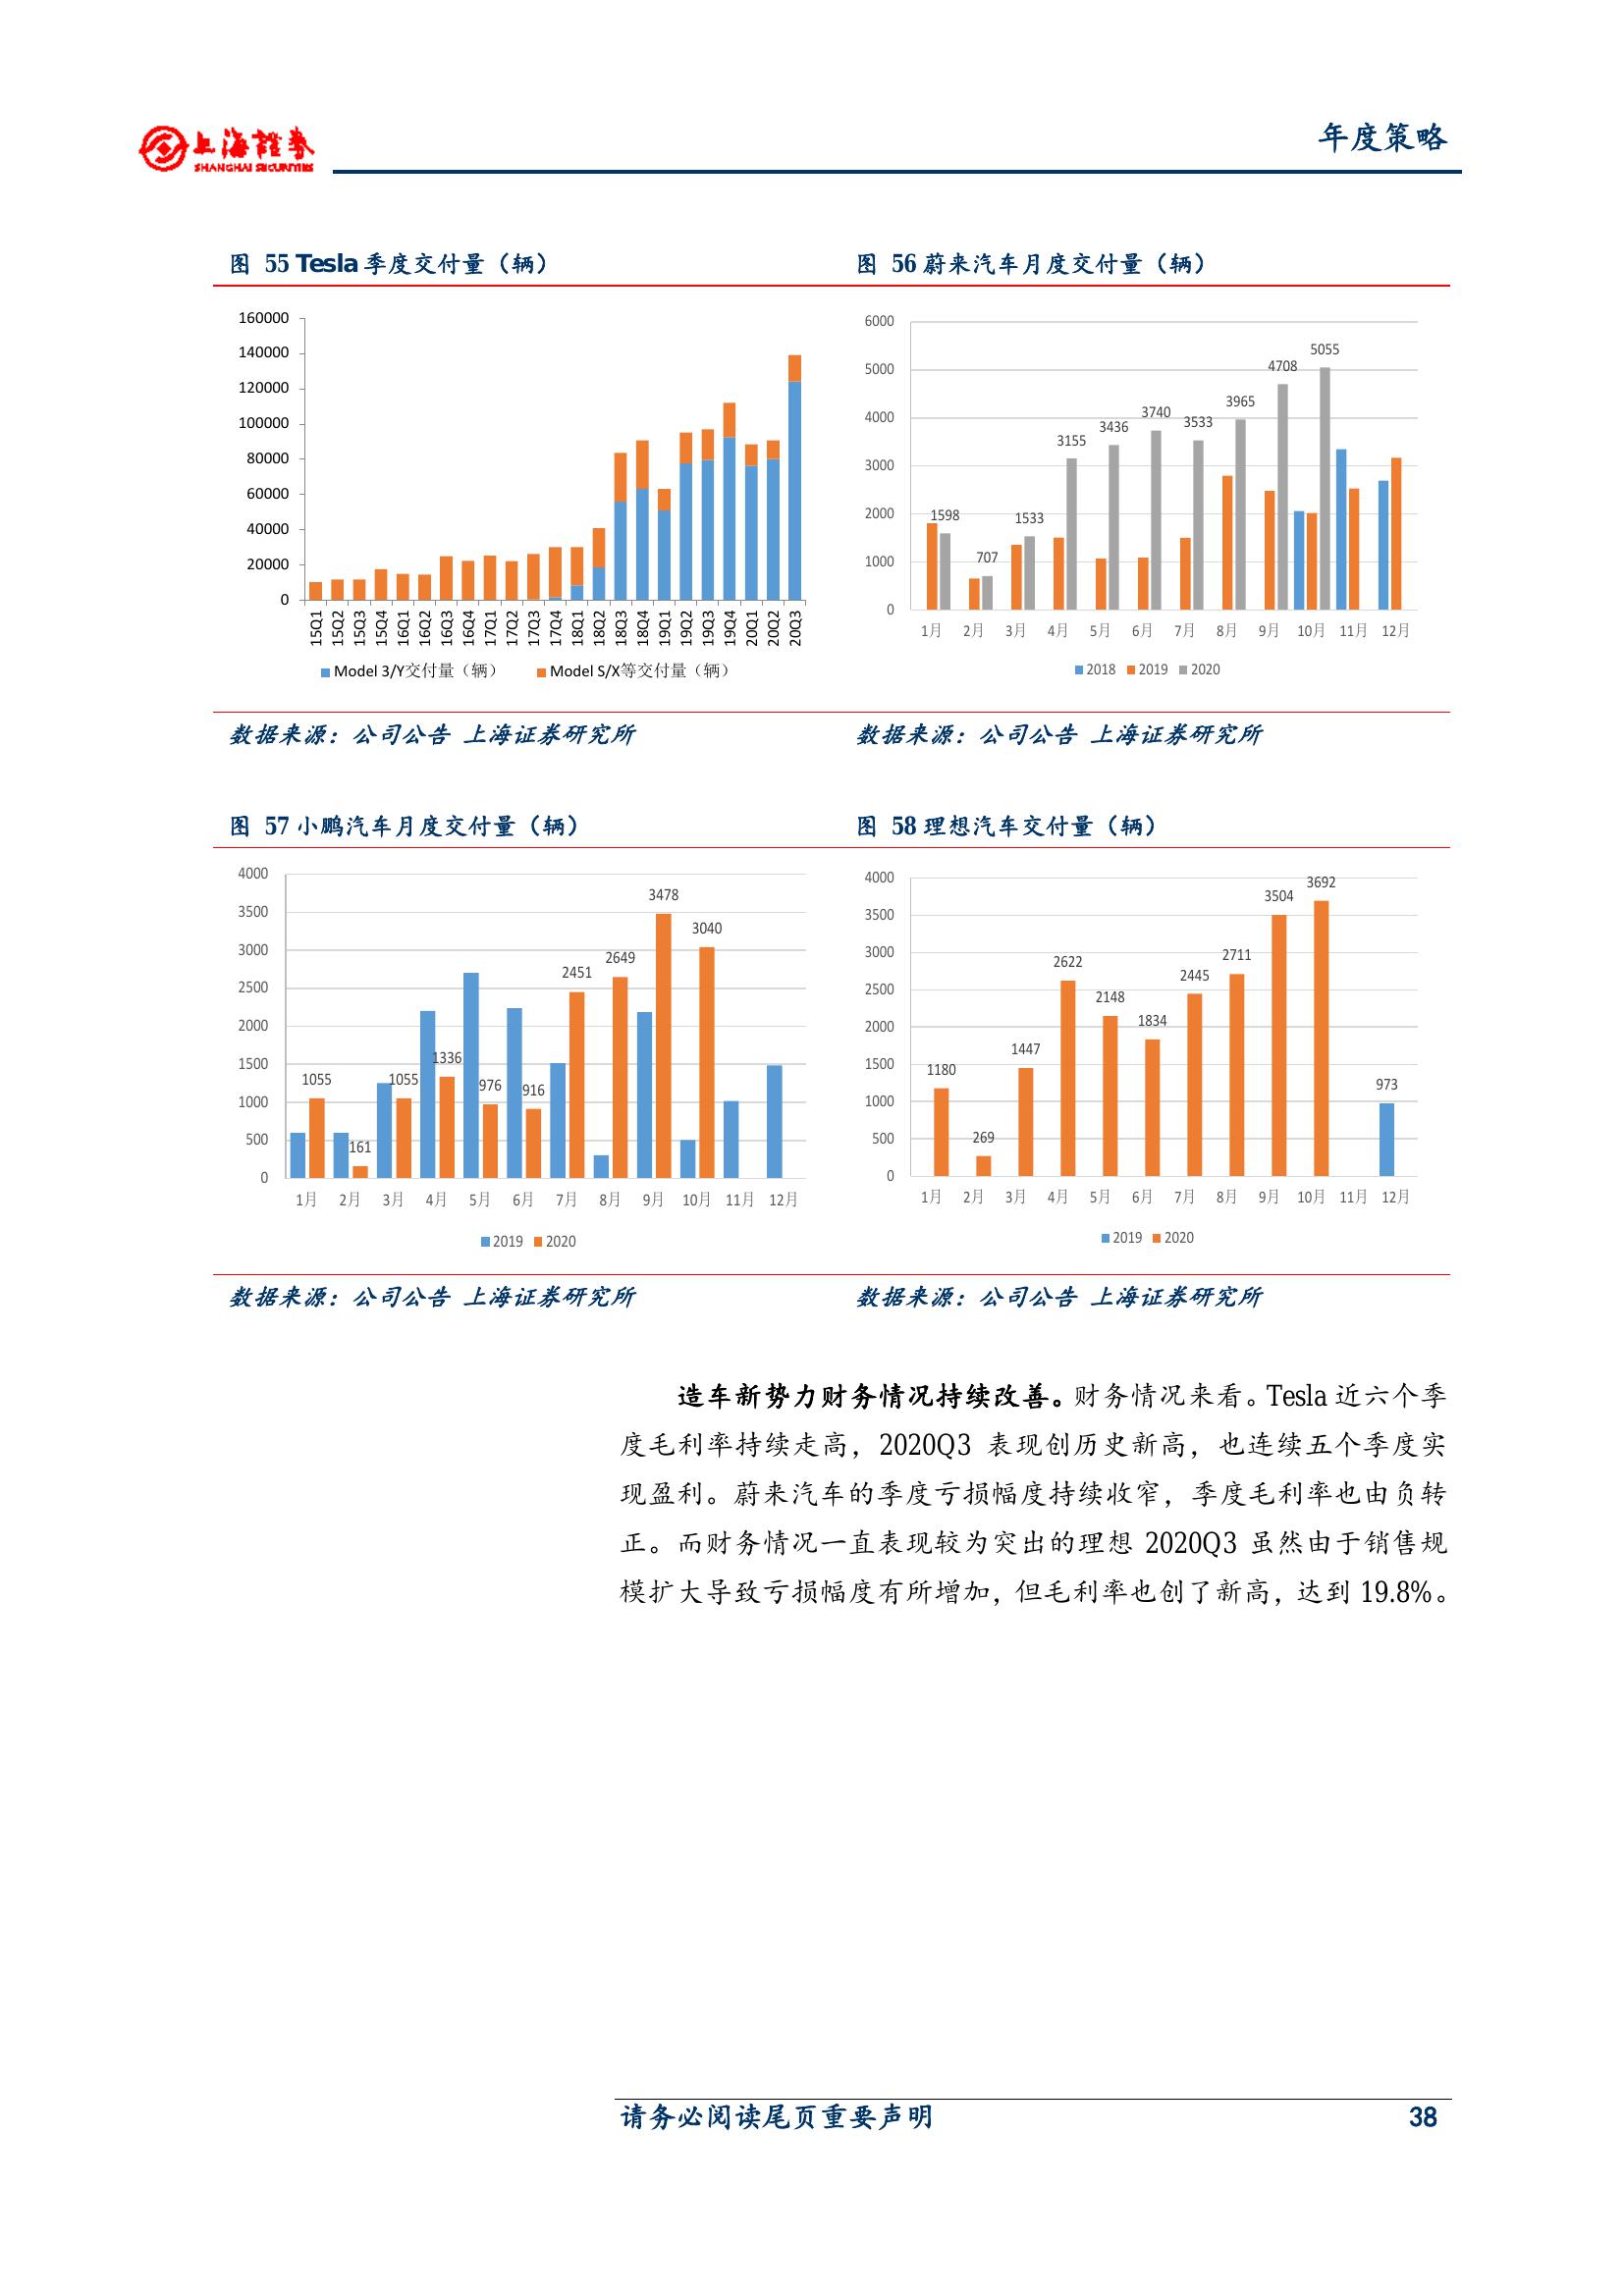 上海證券
SHANGHAI SECURITIES
年度策略
图 55 Tesla 季度交付量（辆）
160000
140000
120000
100000
80000
60000
40000
20000
0
15Q1 15Q2 15Q3 15Q4 16Q1 16Q2 16Q3 16Q4 17Q1 17Q2 17Q3 17Q4 18Q1 18Q2 18Q3 18Q4 19Q1 19Q2 19Q3 19Q4 20Q1 20Q2 20Q3
Model 3/Y交付量（辆） Model S/X等交付量（辆）
数据来源：公司公告 上海证券研究所
图 56 蔚来汽车月度交付量（辆）
6000
5000
4000
3000
2000
1000
0
1598 707 1533 3155 3436 3740 3533 3965 4708 5055
1月 2月 3月 4月 5月 6月 7月 8月 9月 10月 11月 12月
2018 2019 2020
数据来源：公司公告 上海证券研究所
图 57 小鹏汽车月度交付量（辆）
4000
3500
3000
2500
2000
1500
1000
500
0
1055 161 1055 1336 976 916 2451 2649 3478 3040
1月 2月 3月 4月 5月 6月 7月 8月 9月 10月 11月 12月
2019 2020
数据来源：公司公告 上海证券研究所
图 58 理想汽车交付量（辆）
4000
3500
3000
2500
2000
1500
1000
500
0
1180 269 1447 2622 2148 1834 2445 2711 3504 3692 973
1月 2月 3月 4月 5月 6月 7月 8月 9月 10月 11月 12月
2019 2020
数据来源：公司公告 上海证券研究所
造车新势力财务情况持续改善。财务情况来看。Tesla 近六个季
度毛利率持续走高，2020Q3 表现创历史新高，也连续五个季度实
现盈利。蔚来汽车的季度亏损幅度持续收窄，季度毛利率也由负转
正。而财务情况一直表现较为突出的理想 2020Q3 虽然由于销售规
模扩大导致亏损幅度有所增加，但毛利率也创了新高，达到 19.8%。
请务必阅读尾页重要声明
38